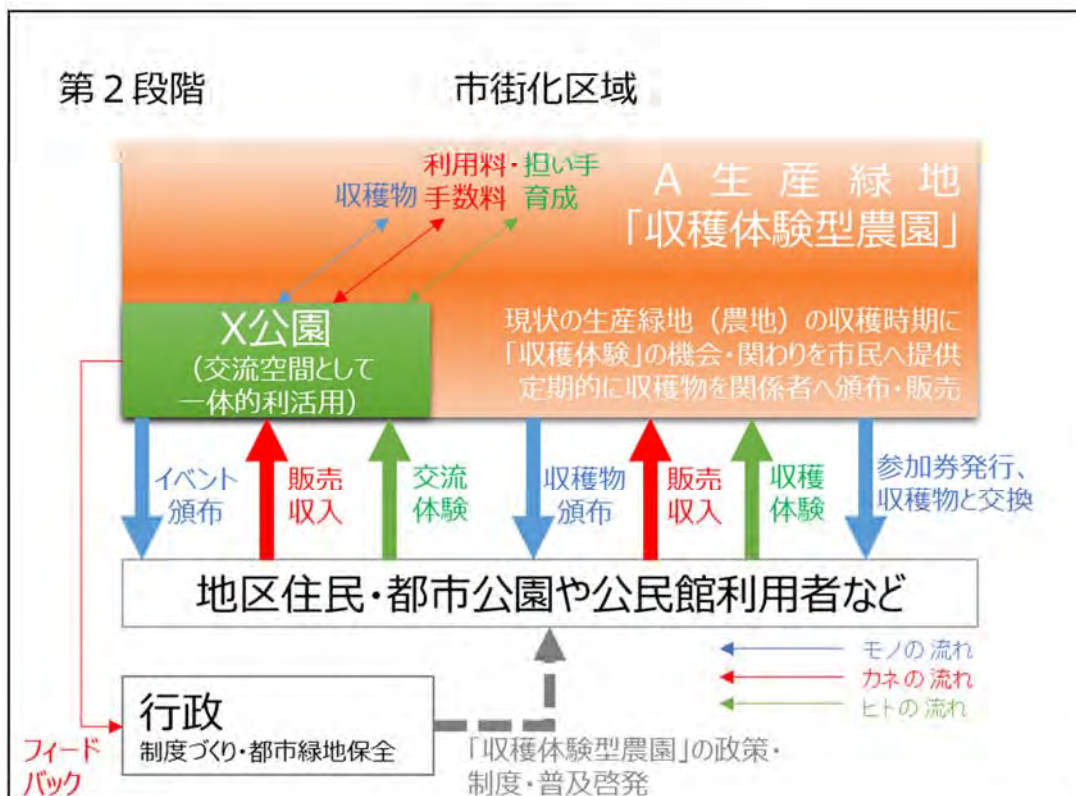 第2段階
市街化区域
収穫物
利用料・
手数料
担い手
育成
A生産緑地
「収穫体験型農園」
X公園
(交流空間として
一体的利活用)
現状の生産緑地（農地）の収穫時期に
「収穫体験」の機会・関わりを市民へ提供
定期的に収穫物を関係者へ頒布・販売
イベント
頒布
販売
収入
交流
体験
収穫物
頒布
販売
収入
収穫
体験
参加券発行、
収穫物と交換
地区住民・都市公園や公民館利用者など
モノの流れ
カネの流れ
ヒトの流れ
行政
制度づくり・都市緑地保全
フィード
バック
「収穫体験型農園」の政策・
制度・普及啓発